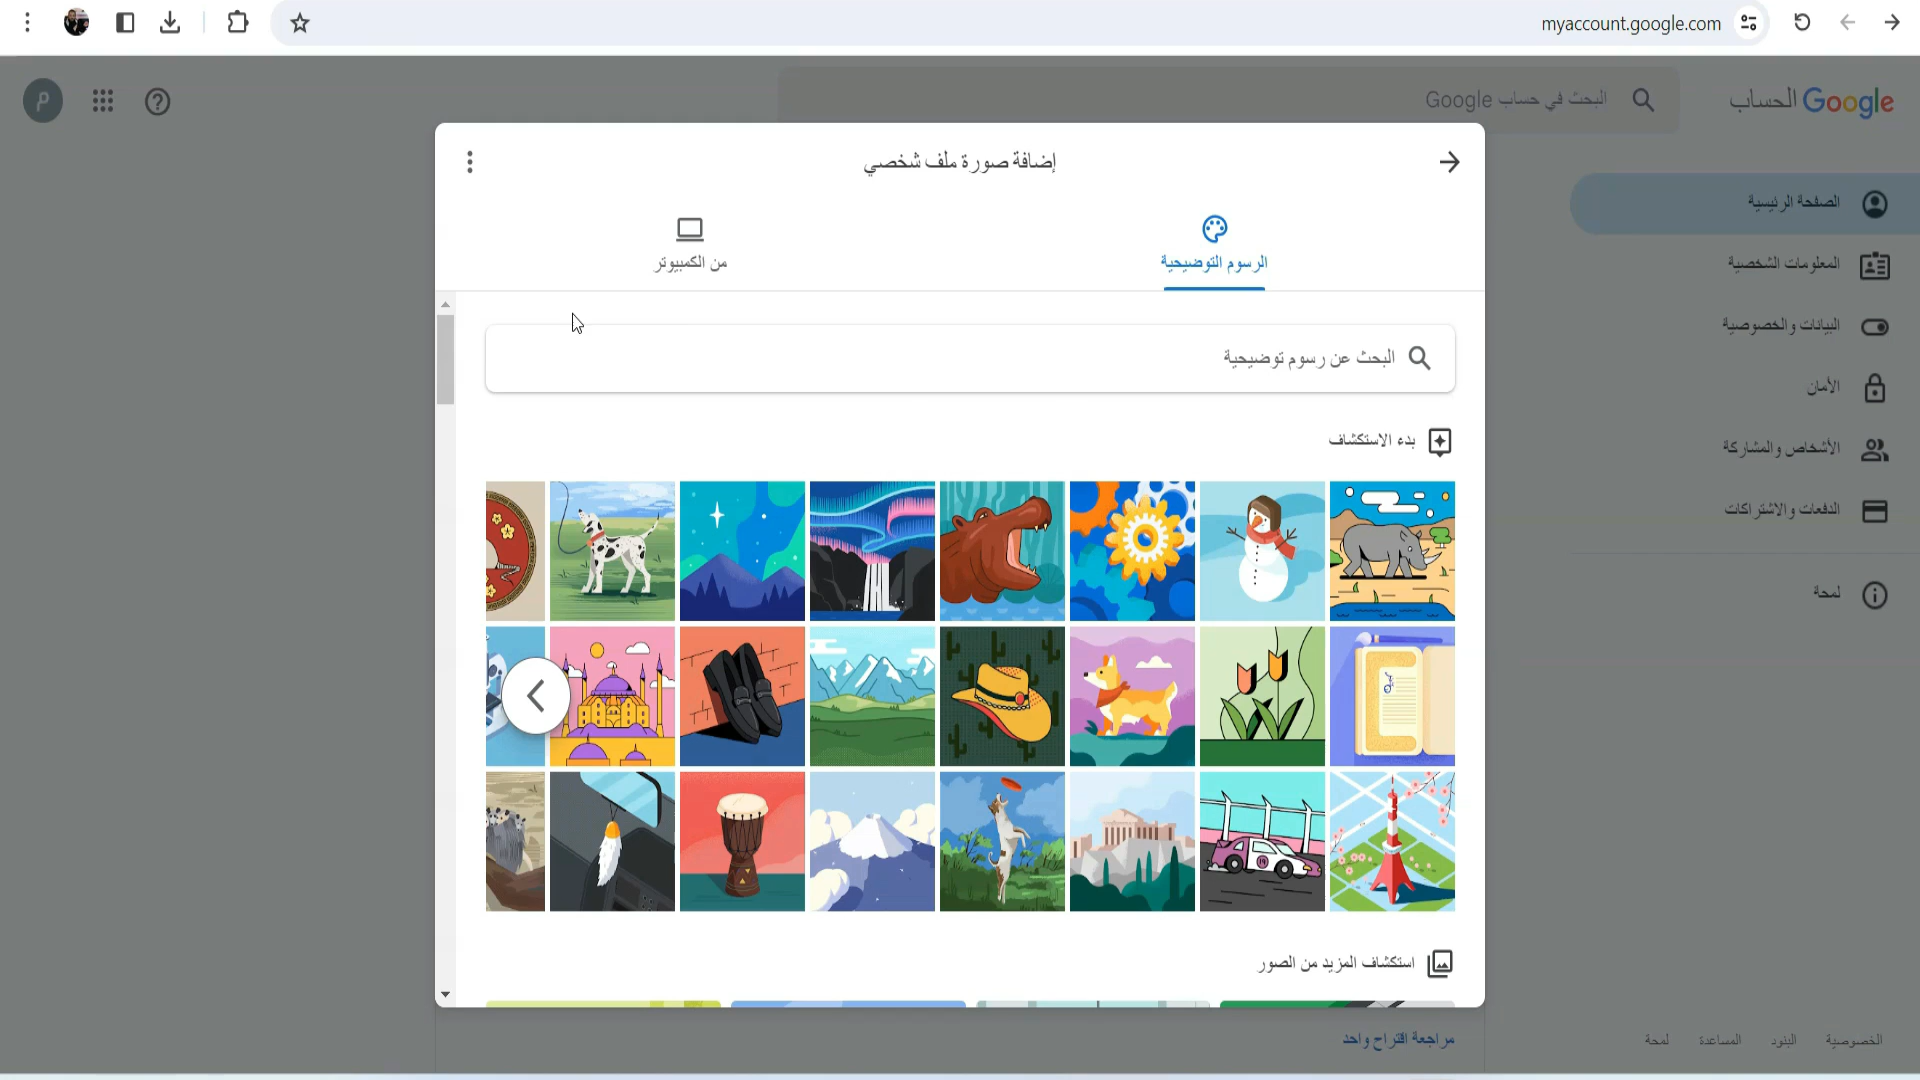 myaccount.google.com
الحساب Google
البحث في حساب Google
إضافة صورة ملف شخصي
الرسوم التوضيحية
من الكمبيوتر
البحث عن رسوم توضيحية
بدء الاستكشاف
19
استكشاف المزيد من الصور
الصفحة الرئيسية
المعلومات الشخصية
البيانات والخصوصية
الأمان
الأشخاص والمشاركة
الدفعات والاشتراكات
لمحة
مراجعة اقتراح واحد
الخصوصية البنود المساعدة لمحة